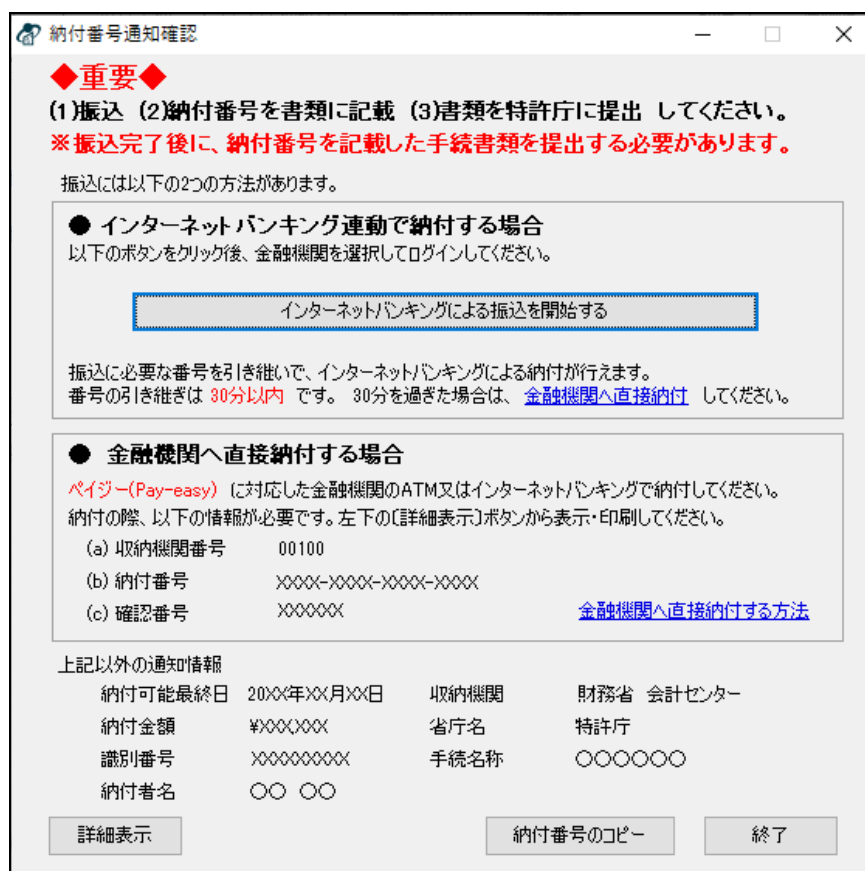 納付番号通知確認
◆重要◆
(1)振込 (2)納付番号を書類に記載 (3)書類を特許庁に提出 してください。
※振込完了後に、納付番号を記載した手続書類を提出する必要があります。
振込には以下の2つの方法があります。
● インターネットバンキング連動で納付する場合
以下のボタンをクリック後、金融機関を選択してログインしてください。
インターネットバンキングによる振込を開始する
振込に必要な番号を引き継いで、インターネットバンキングによる納付が行えます。
番号の引き継ぎは 30分以内 です。 30分を過ぎた場合は、 金融機関へ直接納付 してください。
● 金融機関へ直接納付する場合
ペイジー(Pay-easy) に対応した金融機関のATM又はインターネットバンキングで納付してください。
納付の際、以下の情報が必要です。左下の〔詳細表示〕ボタンから表示・印刷してください。
(a) 収納機関番号 00100
(b) 納付番号 XXXX-XXXX-XXXX-XXXX
(c) 確認番号 XXXXXX 金融機関へ直接納付する方法
上記以外の通知情報
納付可能最終日 20XX年XX月XX日 収納機関 財務省 会計センター
納付金額 ¥XXX,XXX 省庁名 特許庁
識別番号 XXXXXXXXX 手続名称 〇〇〇〇〇〇
納付者名 〇〇 〇〇
詳細表示 納付番号のコピー 終了